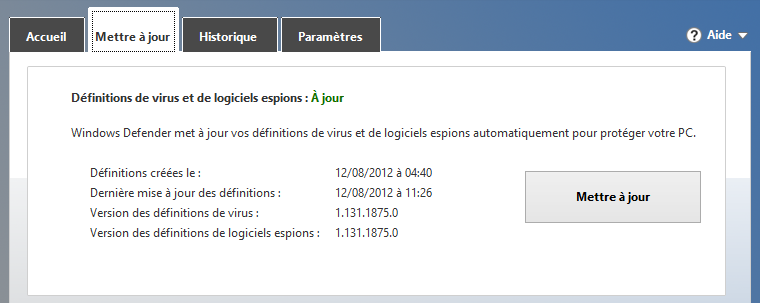 Accueil Mettre à jour Historique Paramètres ? Aide
Définitions de virus et de logiciels espions : À jour
Windows Defender met à jour vos définitions de virus et de logiciels espions automatiquement pour protéger votre PC.
Définitions créées le : 12/08/2012 à 04:40
Dernière mise à jour des définitions : 12/08/2012 à 11:26
Version des définitions de virus : 1.131.1875.0
Version des définitions de logiciels espions : 1.131.1875.0
Mettre à jour